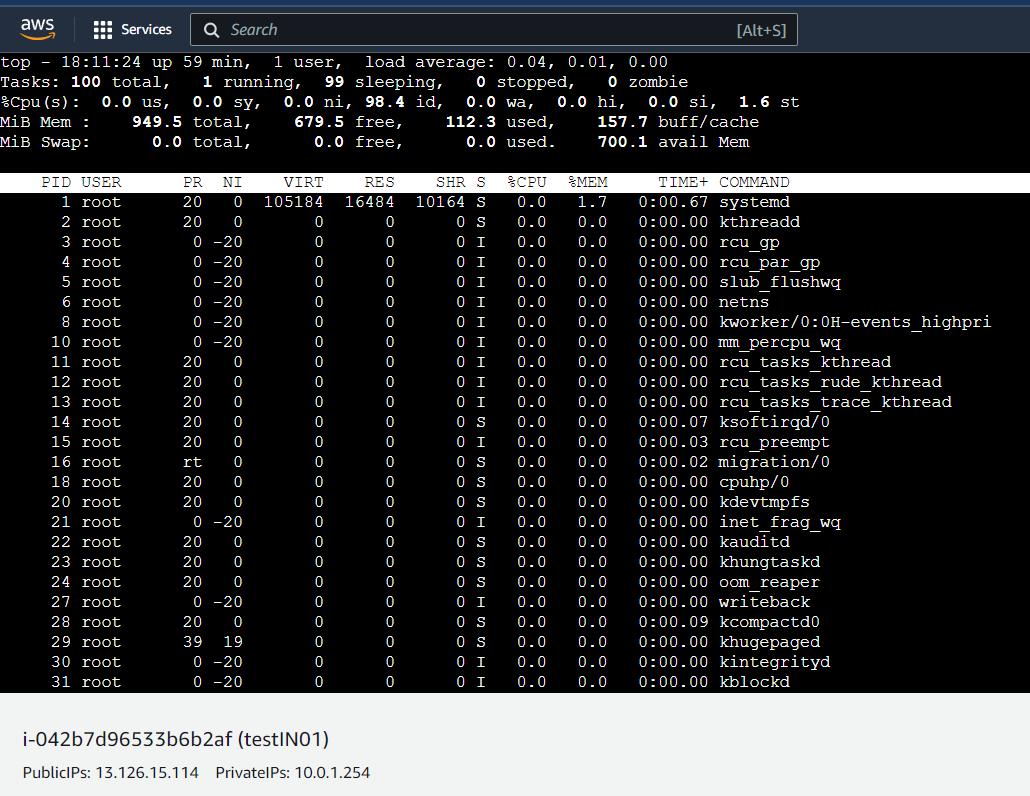 aws Services Search [Alt+S]
top - 18:11:24 up 59 min,  1 user,  load average: 0.04, 0.01, 0.00
Tasks: 100 total,   1 running,  99 sleeping,   0 stopped,   0 zombie
%Cpu(s):  0.0 us,  0.0 sy,  0.0 ni, 98.4 id,  0.0 wa,  0.0 hi,  0.0 si,  1.6 st
MiB Mem :    949.5 total,    679.5 free,    112.3 used,    157.7 buff/cache
MiB Swap:      0.0 total,      0.0 free,      0.0 used.    700.1 avail Mem
PID USER      PR  NI    VIRT    RES    SHR S  %CPU  %MEM     TIME+ COMMAND
1 root      20   0  105184  16484  10164 S   0.0   1.7   0:00.67 systemd
2 root      20   0       0      0      0 S   0.0   0.0   0:00.00 kthreadd
3 root       0 -20       0      0      0 I   0.0   0.0   0:00.00 rcu_gp
4 root       0 -20       0      0      0 I   0.0   0.0   0:00.00 rcu_par_gp
5 root       0 -20       0      0      0 I   0.0   0.0   0:00.00 slub_flushwq
6 root       0 -20       0      0      0 I   0.0   0.0   0:00.00 netns
8 root       0 -20       0      0      0 I   0.0   0.0   0:00.00 kworker/0:0H-events_highpri
10 root       0 -20       0      0      0 I   0.0   0.0   0:00.00 mm_percpu_wq
11 root      20   0       0      0      0 I   0.0   0.0   0:00.00 rcu_tasks_kthread
12 root      20   0       0      0      0 I   0.0   0.0   0:00.00 rcu_tasks_rude_kthread
13 root      20   0       0      0      0 I   0.0   0.0   0:00.00 rcu_tasks_trace_kthread
14 root      20   0       0      0      0 S   0.0   0.0   0:00.07 ksoftirqd/0
15 root      20   0       0      0      0 I   0.0   0.0   0:00.03 rcu_preempt
16 root      rt   0       0      0      0 S   0.0   0.0   0:00.02 migration/0
18 root      20   0       0      0      0 S   0.0   0.0   0:00.00 cpuhp/0
20 root      20   0       0      0      0 S   0.0   0.0   0:00.00 kdevtmpfs
21 root       0 -20       0      0      0 I   0.0   0.0   0:00.00 inet_frag_wq
22 root      20   0       0      0      0 S   0.0   0.0   0:00.00 kauditd
23 root      20   0       0      0      0 S   0.0   0.0   0:00.00 khungtaskd
24 root      20   0       0      0      0 S   0.0   0.0   0:00.00 oom_reaper
27 root       0 -20       0      0      0 I   0.0   0.0   0:00.00 writeback
28 root      20   0       0      0      0 S   0.0   0.0   0:00.09 kcompactd0
29 root      39  19       0      0      0 S   0.0   0.0   0:00.00 khugepaged
30 root       0 -20       0      0      0 I   0.0   0.0   0:00.00 kintegrityd
31 root       0 -20       0      0      0 I   0.0   0.0   0:00.00 kblockd
i-042b7d96533b6b2af (testIN01)
PublicIPs: 13.126.15.114 PrivateIPs: 10.0.1.254